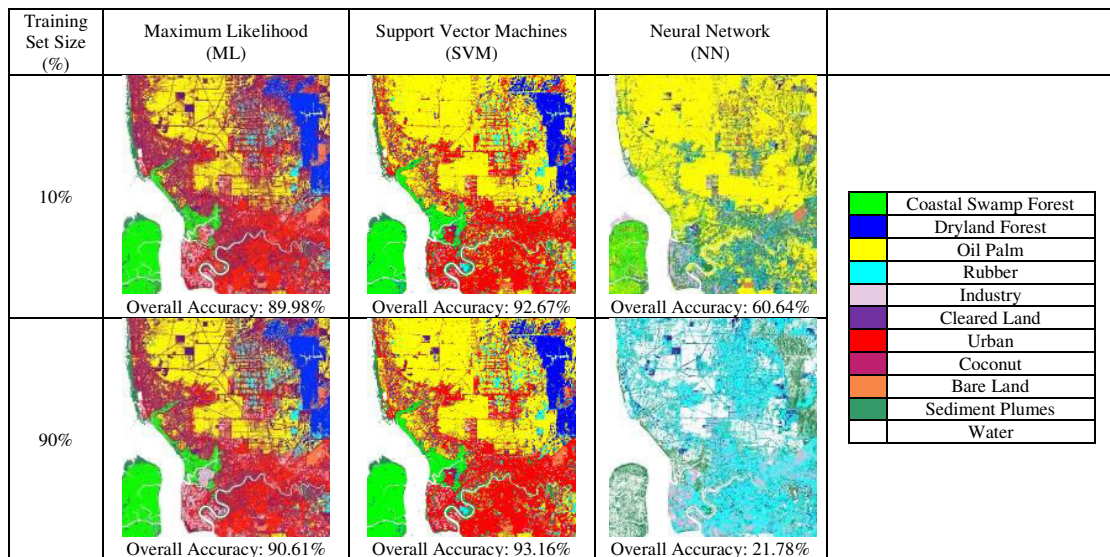 Training
Set Size
(%)
Maximum Likelihood
(ML)
Support Vector Machines
(SVM)
Neural Network
(NN)
10%
Overall Accuracy: 89.98%
Overall Accuracy: 92.67%
Overall Accuracy: 60.64%
90%
Overall Accuracy: 90.61%
Overall Accuracy: 93.16%
Overall Accuracy: 21.78%
Coastal Swamp Forest
Dryland Forest
Oil Palm
Rubber
Industry
Cleared Land
Urban
Coconut
Bare Land
Sediment Plumes
Water